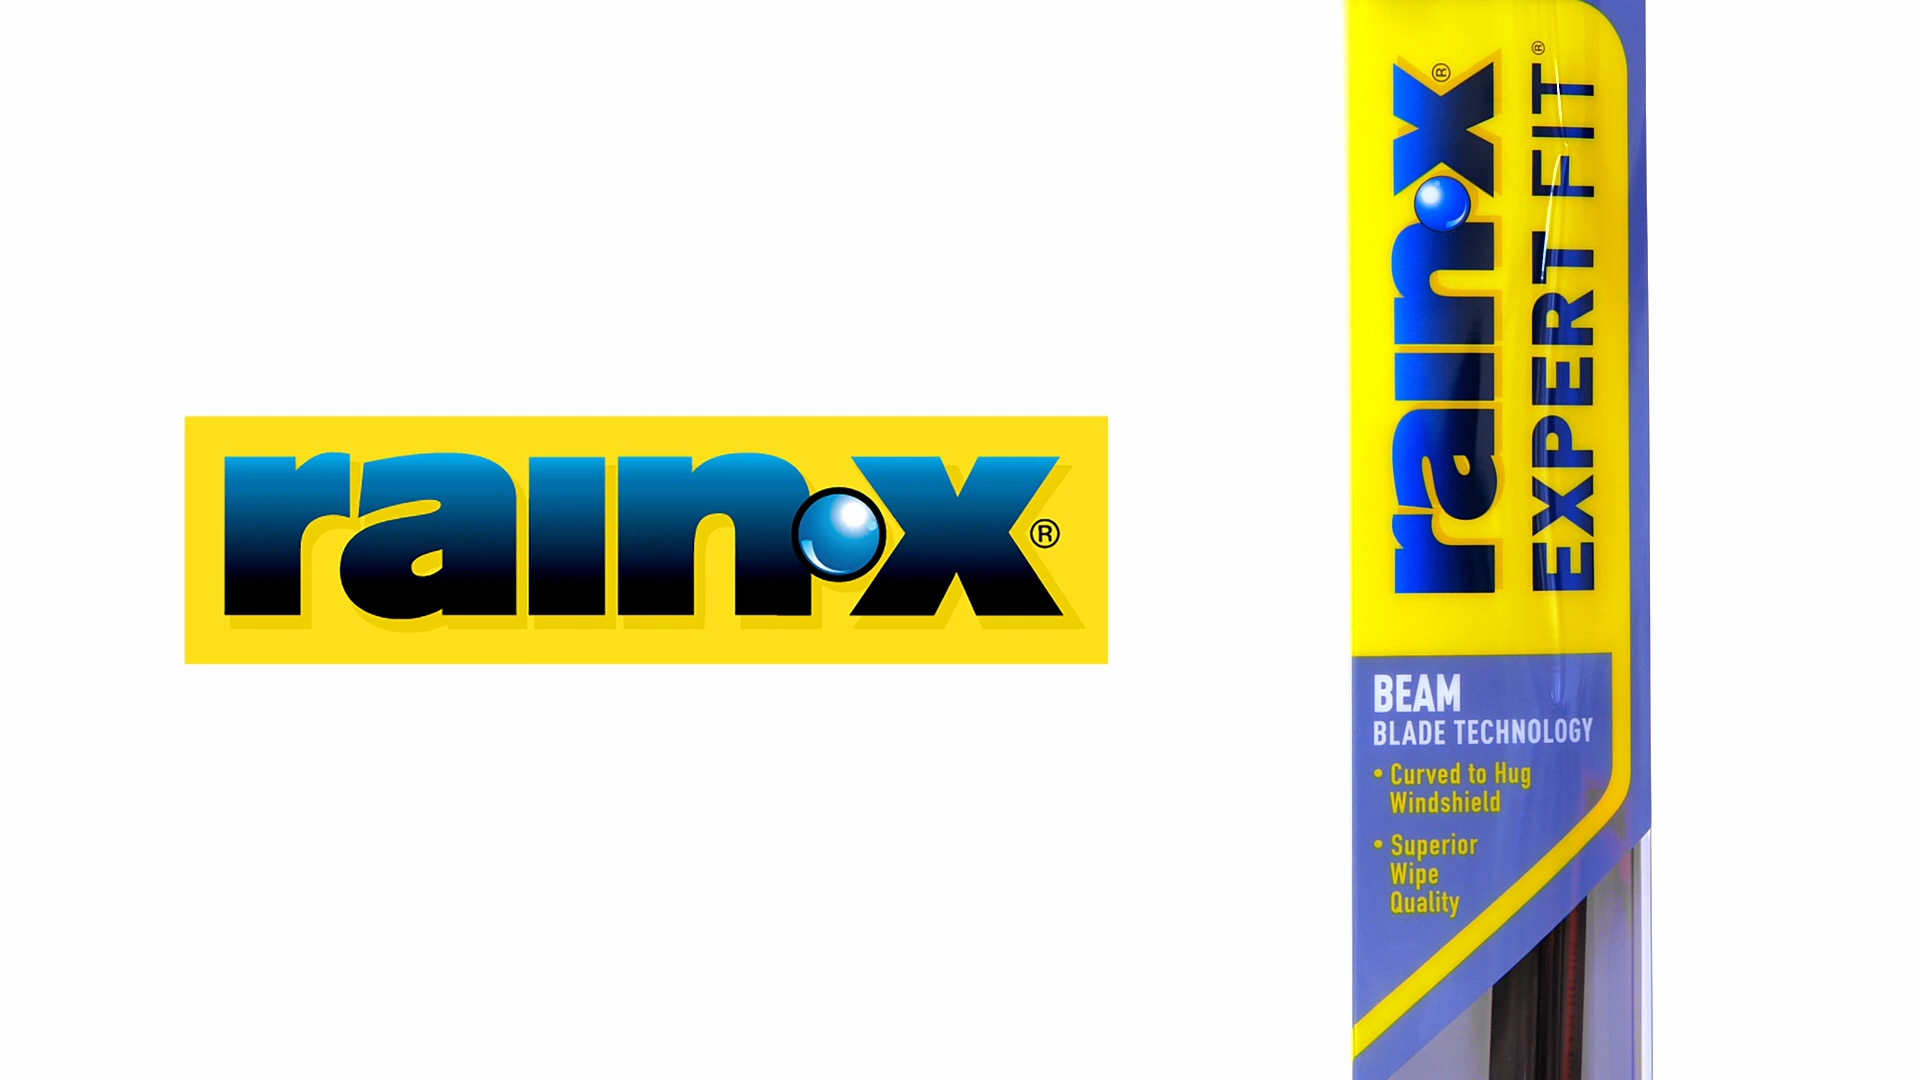 rain·x®
rain·x®
EXPERT FIT®
BEAM
BLADE TECHNOLOGY
• Curved to Hug
Windshield
• Superior
Wipe
Quality